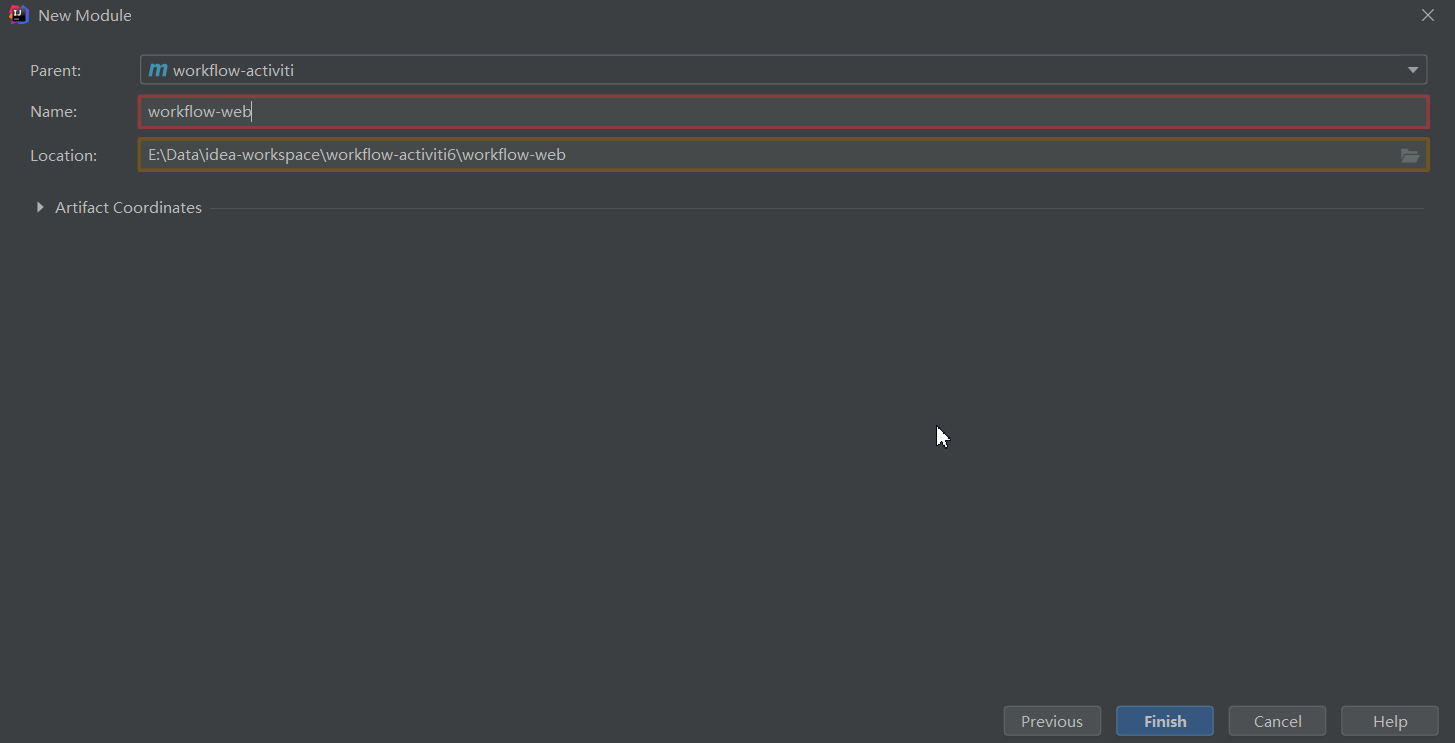 New Module
Parent:
workflow-activiti
Name:
workflow-web
Location:
E:\Data\idea-workspace\workflow-activiti6\workflow-web
Artifact Coordinates
Previous
Finish
Cancel
Help